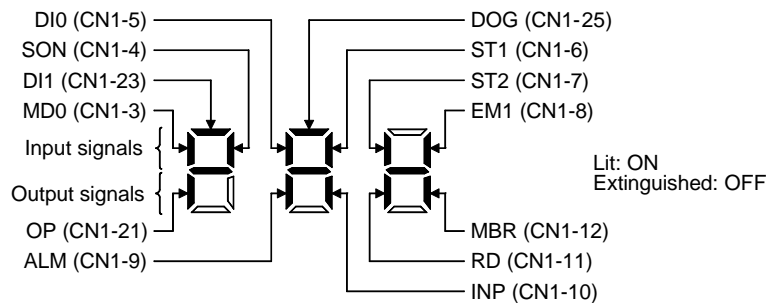 DI0 (CN1-5)
SON (CN1-4)
DI1 (CN1-23)
MD0 (CN1-3)
Input signals
Output signals
OP (CN1-21)
ALM (CN1-9)
DOG (CN1-25)
ST1 (CN1-6)
ST2 (CN1-7)
EM1 (CN1-8)
Lit: ON
Extinguished: OFF
MBR (CN1-12)
RD (CN1-11)
INP (CN1-10)